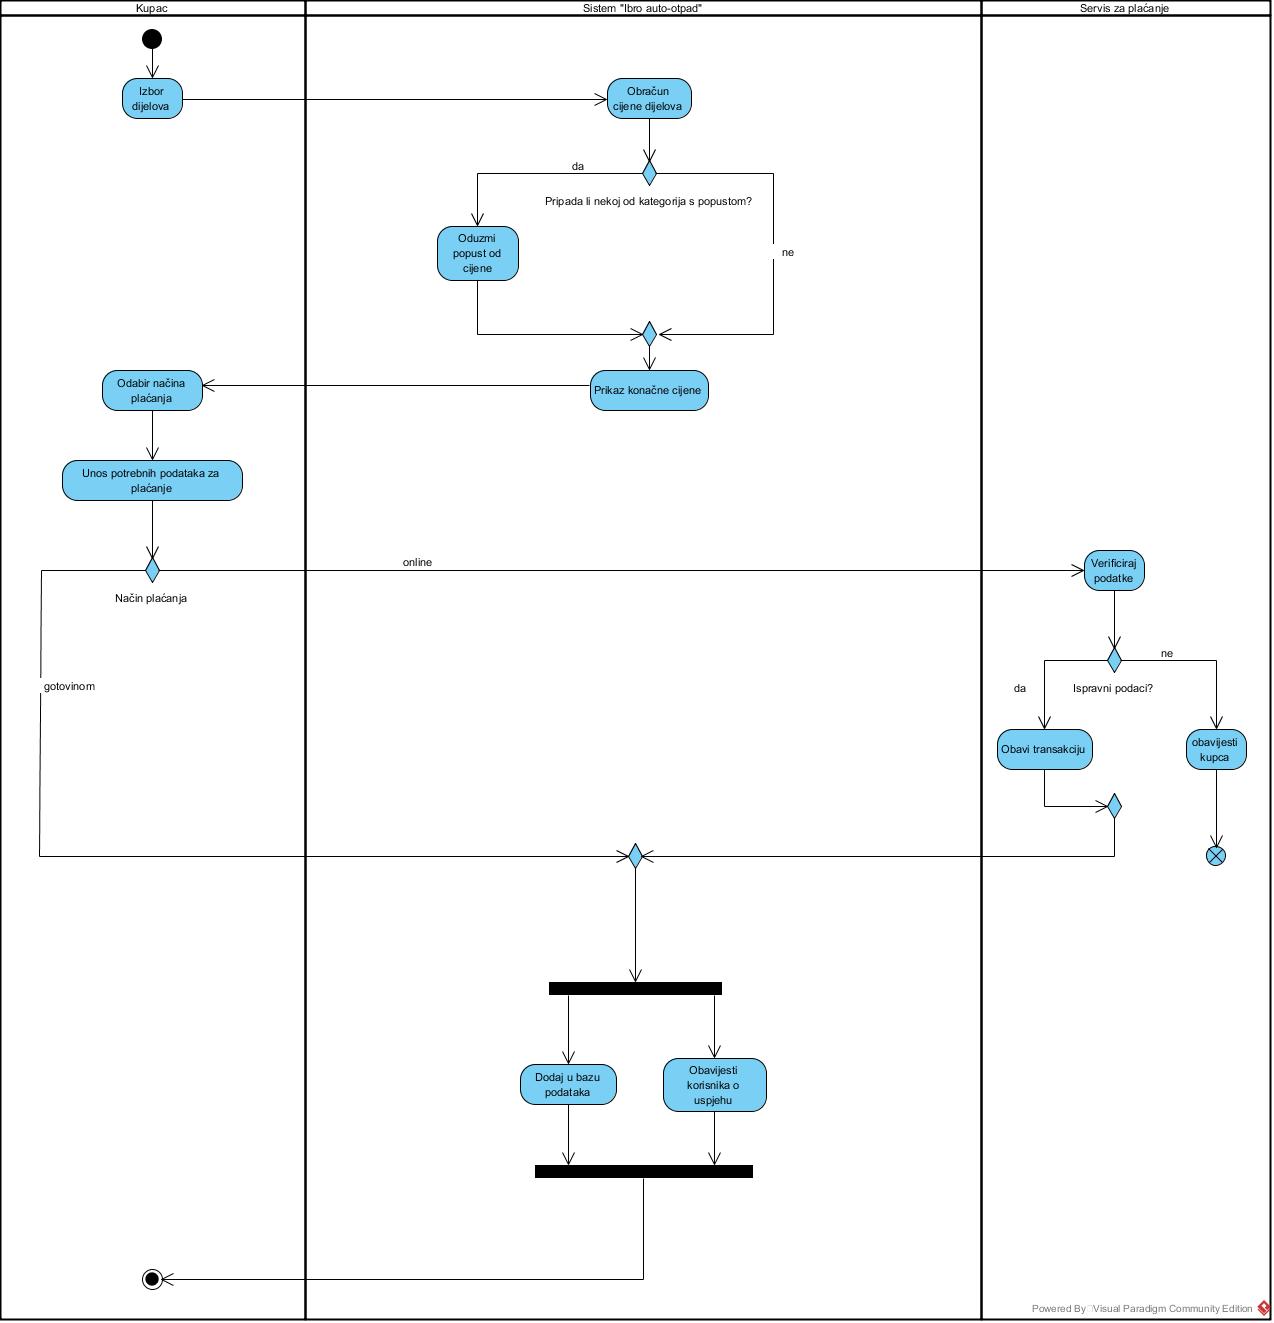 Kupac
Sistem "Ibro auto-otpad"
Servis za plaćanje
Izbor
dijelova
Obračun
cijene dijelova
da
Pripada li nekoj od kategorija s popustom?
Oduzmi
popust od
cijene
ne
Odabir načina
plaćanja
Prikaz konačne cijene
Unos potrebnih podataka za
plaćanje
online
Verificiraj
podatke
Način plaćanja
ne
gotovinom
da
Ispravni podaci?
Obavi transakciju
obavijesti
kupca
Dodaj u bazu
podataka
Obavijesti
korisnika o
uspjehu
Powered By Visual Paradigm Community Edition